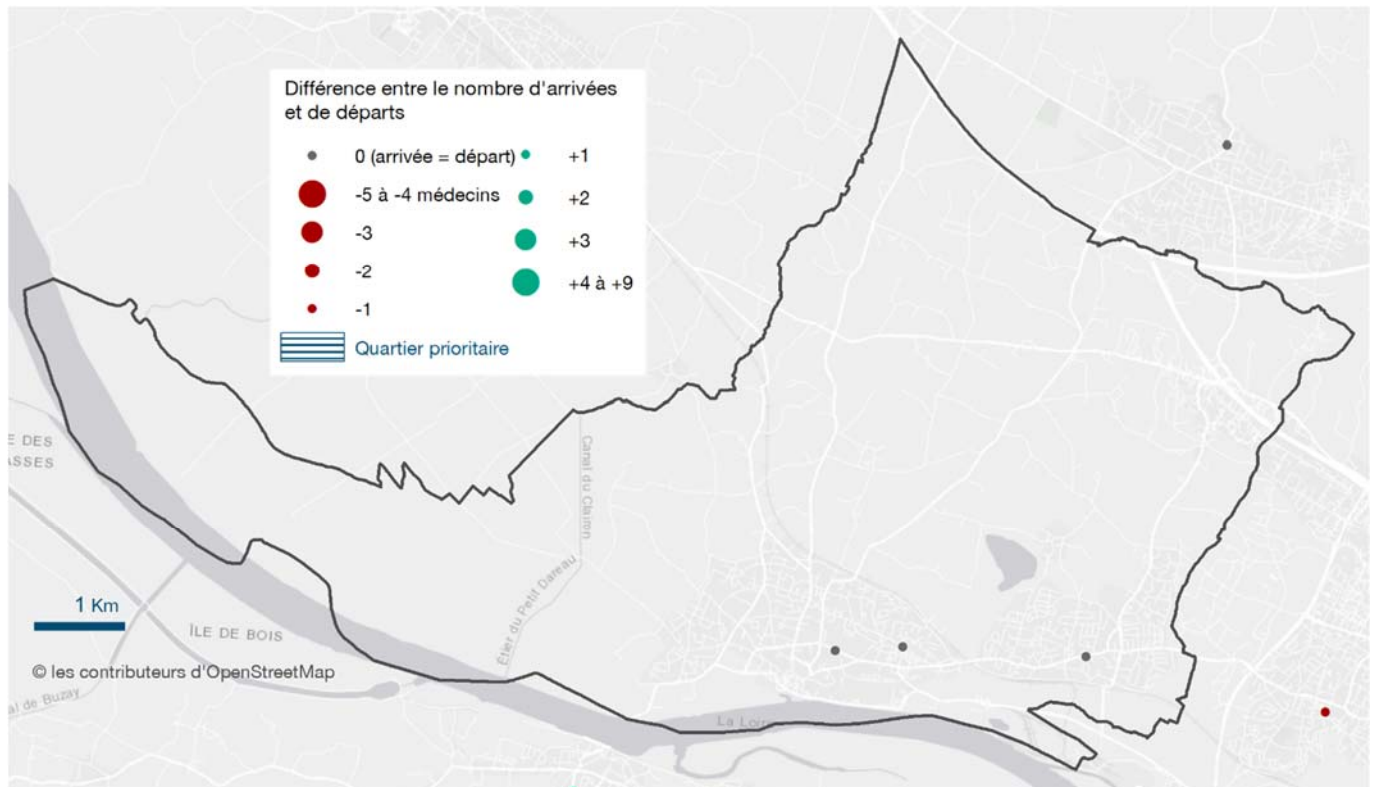 Différence entre le nombre d'arrivées
et de départs
0 (arrivée = départ)
-5 à -4 médecins
-3
-2
-1
+1
+2
+3
+4 à +9
Quartier prioritaire
E DES
ASSES
Canal du Claimn
Étier du Petit Dareau
1 Km
ÎLE DE BOIS
© les contributeurs d'OpenStreetMap
al de Buzay
La Loire